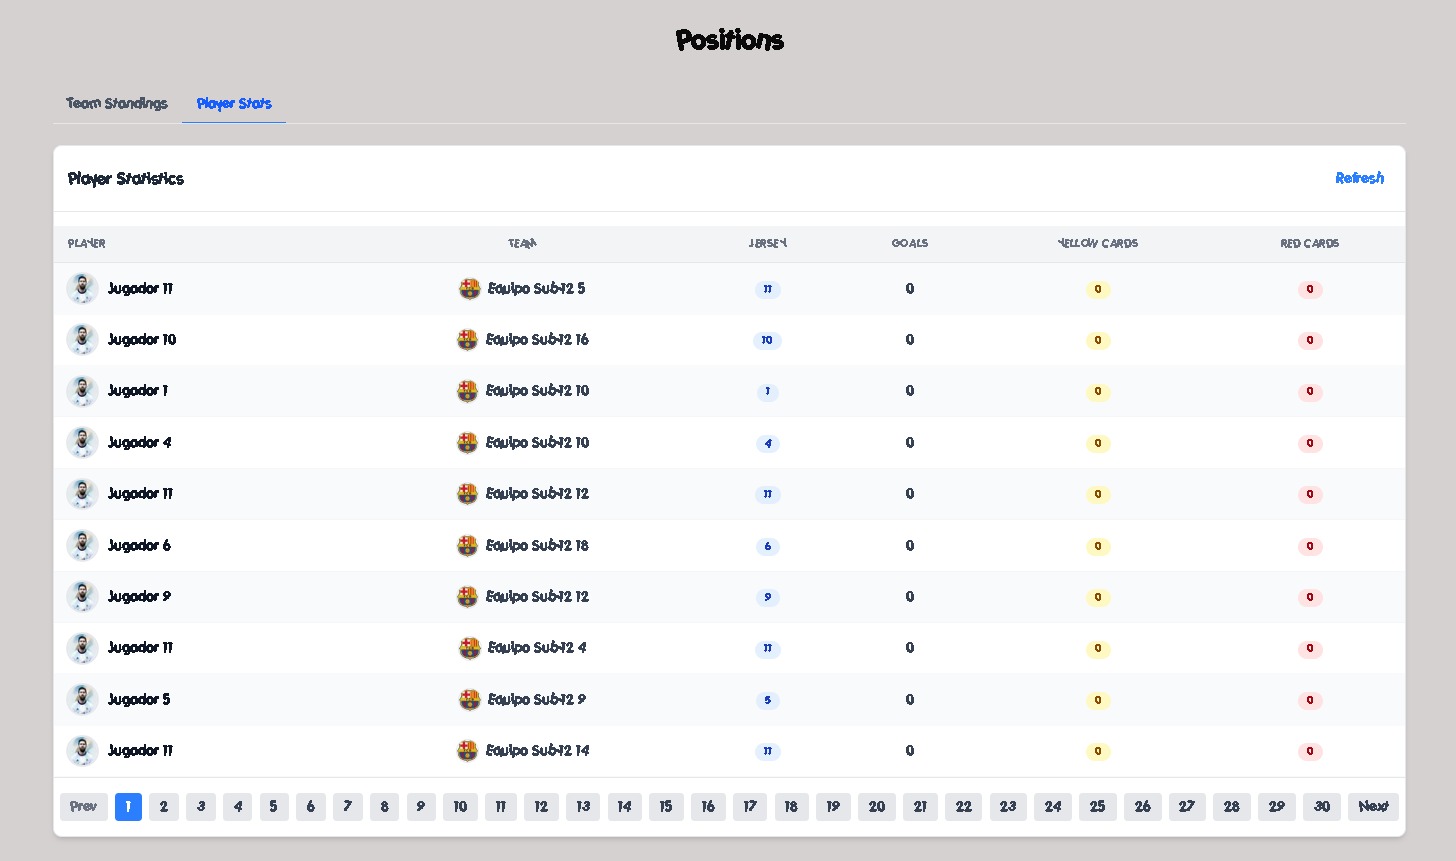 Positions
Team Standings Player Stats
Player Statistics Refresh
PLAYER TEAM JERSEY GOALS YELLOW CARDS RED CARDS
Jugador 11 Equipo Sub-12 5 11 0 0 0
Jugador 10 Equipo Sub-12 16 10 0 0 0
Jugador 1 Equipo Sub-12 10 1 0 0 0
Jugador 4 Equipo Sub-12 10 4 0 0 0
Jugador 11 Equipo Sub-12 12 11 0 0 0
Jugador 6 Equipo Sub-12 18 6 0 0 0
Jugador 9 Equipo Sub-12 12 9 0 0 0
Jugador 11 Equipo Sub-12 4 11 0 0 0
Jugador 5 Equipo Sub-12 9 5 0 0 0
Jugador 11 Equipo Sub-12 14 11 0 0 0
Prev 1 2 3 4 5 6 7 8 9 10 11 12 13 14 15 16 17 18 19 20 21 22 23 24 25 26 27 28 29 30 Next